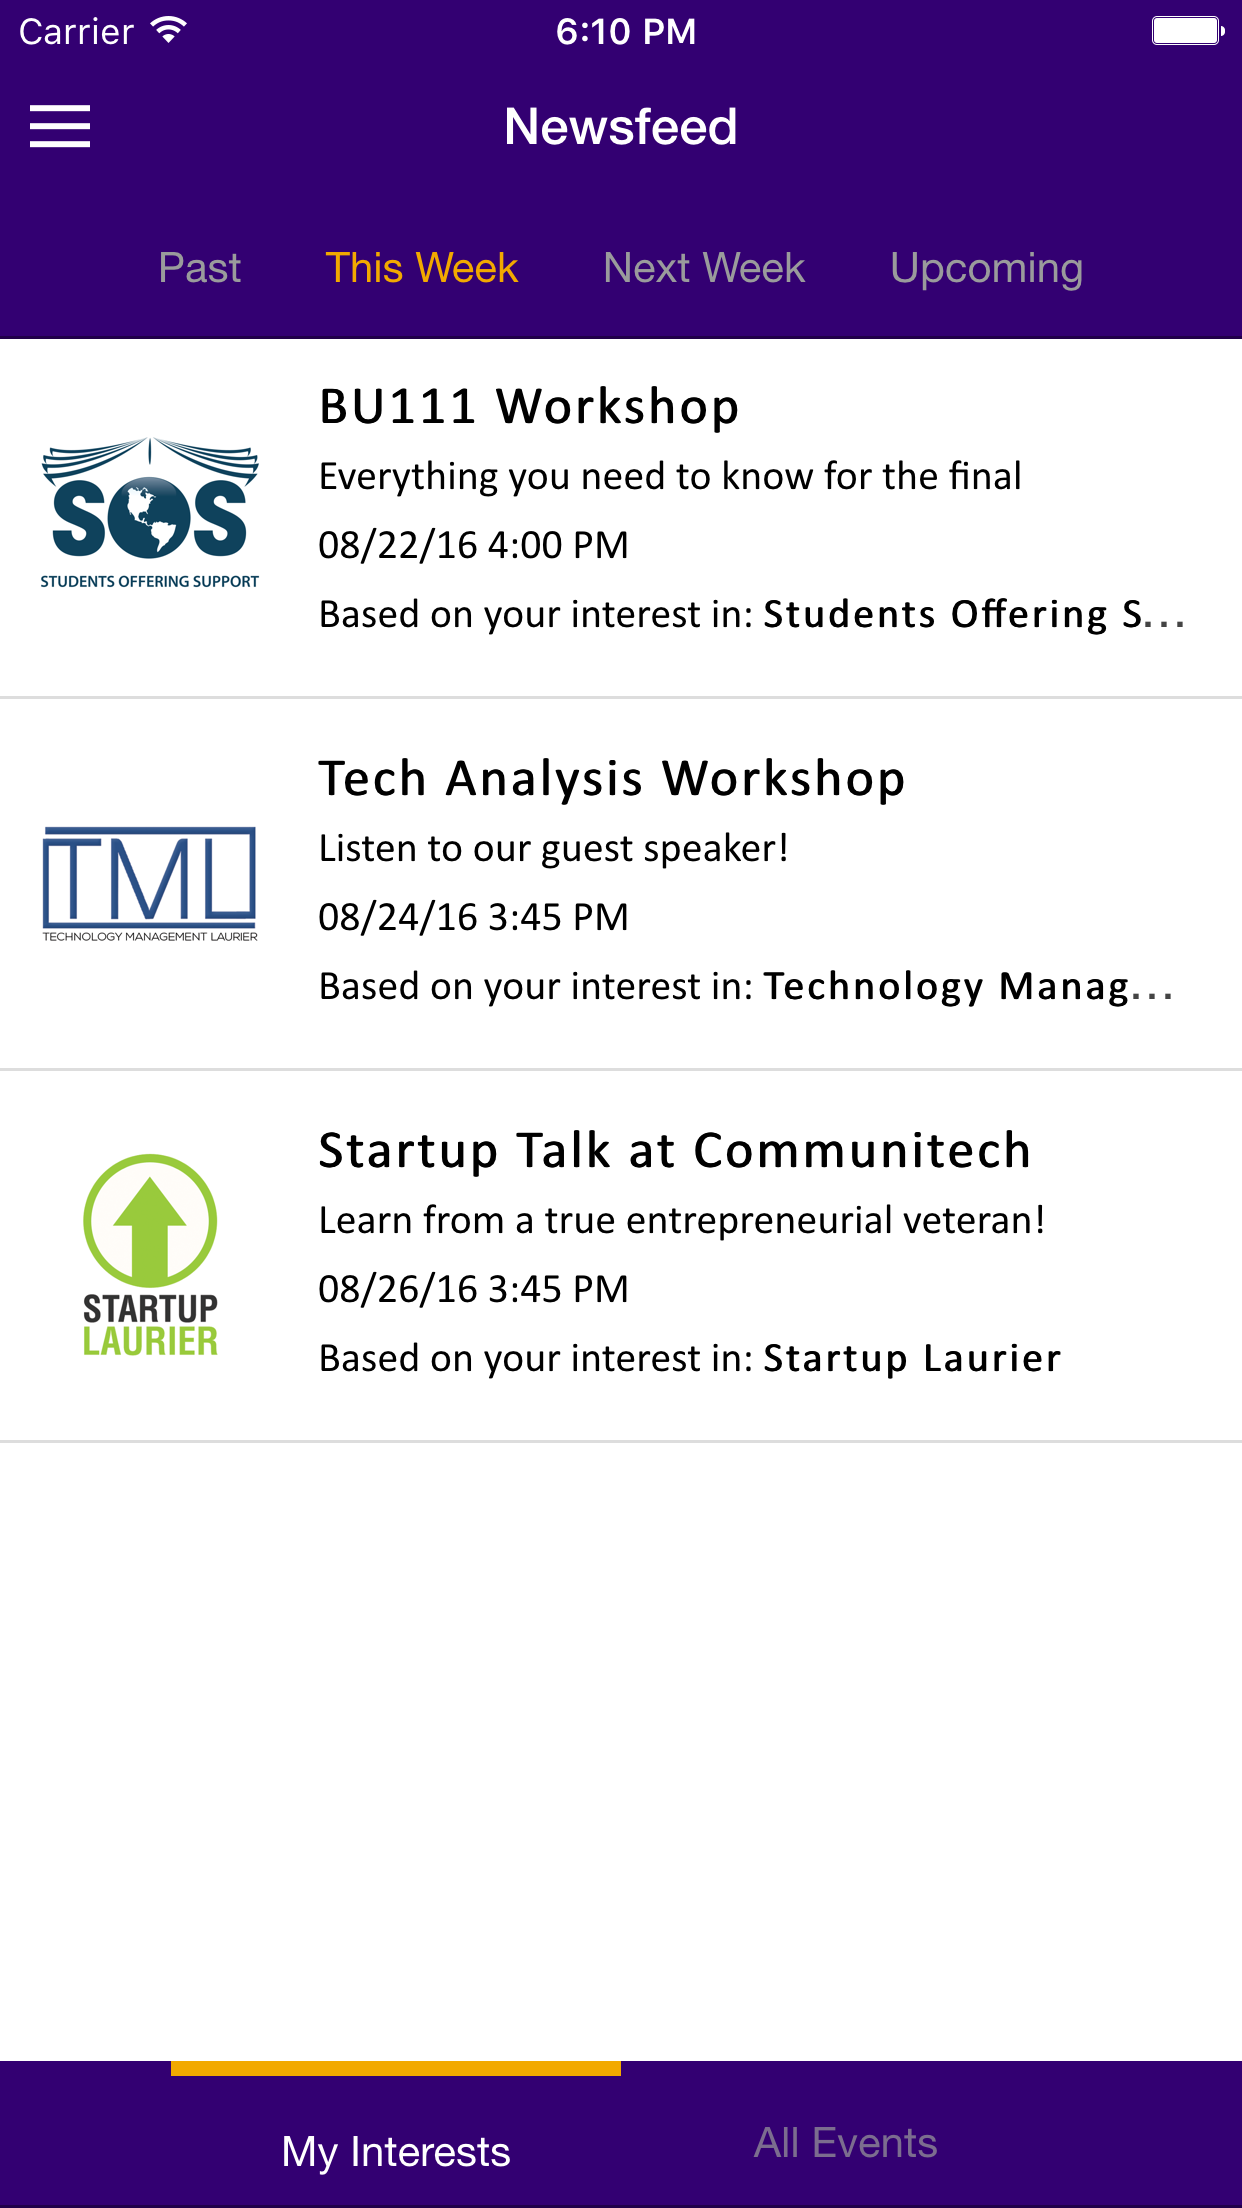 Carrier 6:10 PM
Newsfeed
Past This Week Next Week Upcoming
BU111 Workshop
Everything you need to know for the final
08/22/16 4:00 PM
Based on your interest in: Students Offering S...
SOS
STUDENTS OFFERING SUPPORT
Tech Analysis Workshop
Listen to our guest speaker!
08/24/16 3:45 PM
Based on your interest in: Technology Manag...
TML
TECHNOLOGY MANAGEMENT LAURIER
Startup Talk at Communitech
Learn from a true entrepreneurial veteran!
08/26/16 3:45 PM
Based on your interest in: Startup Laurier
STARTUP
LAURIER
My Interests All Events